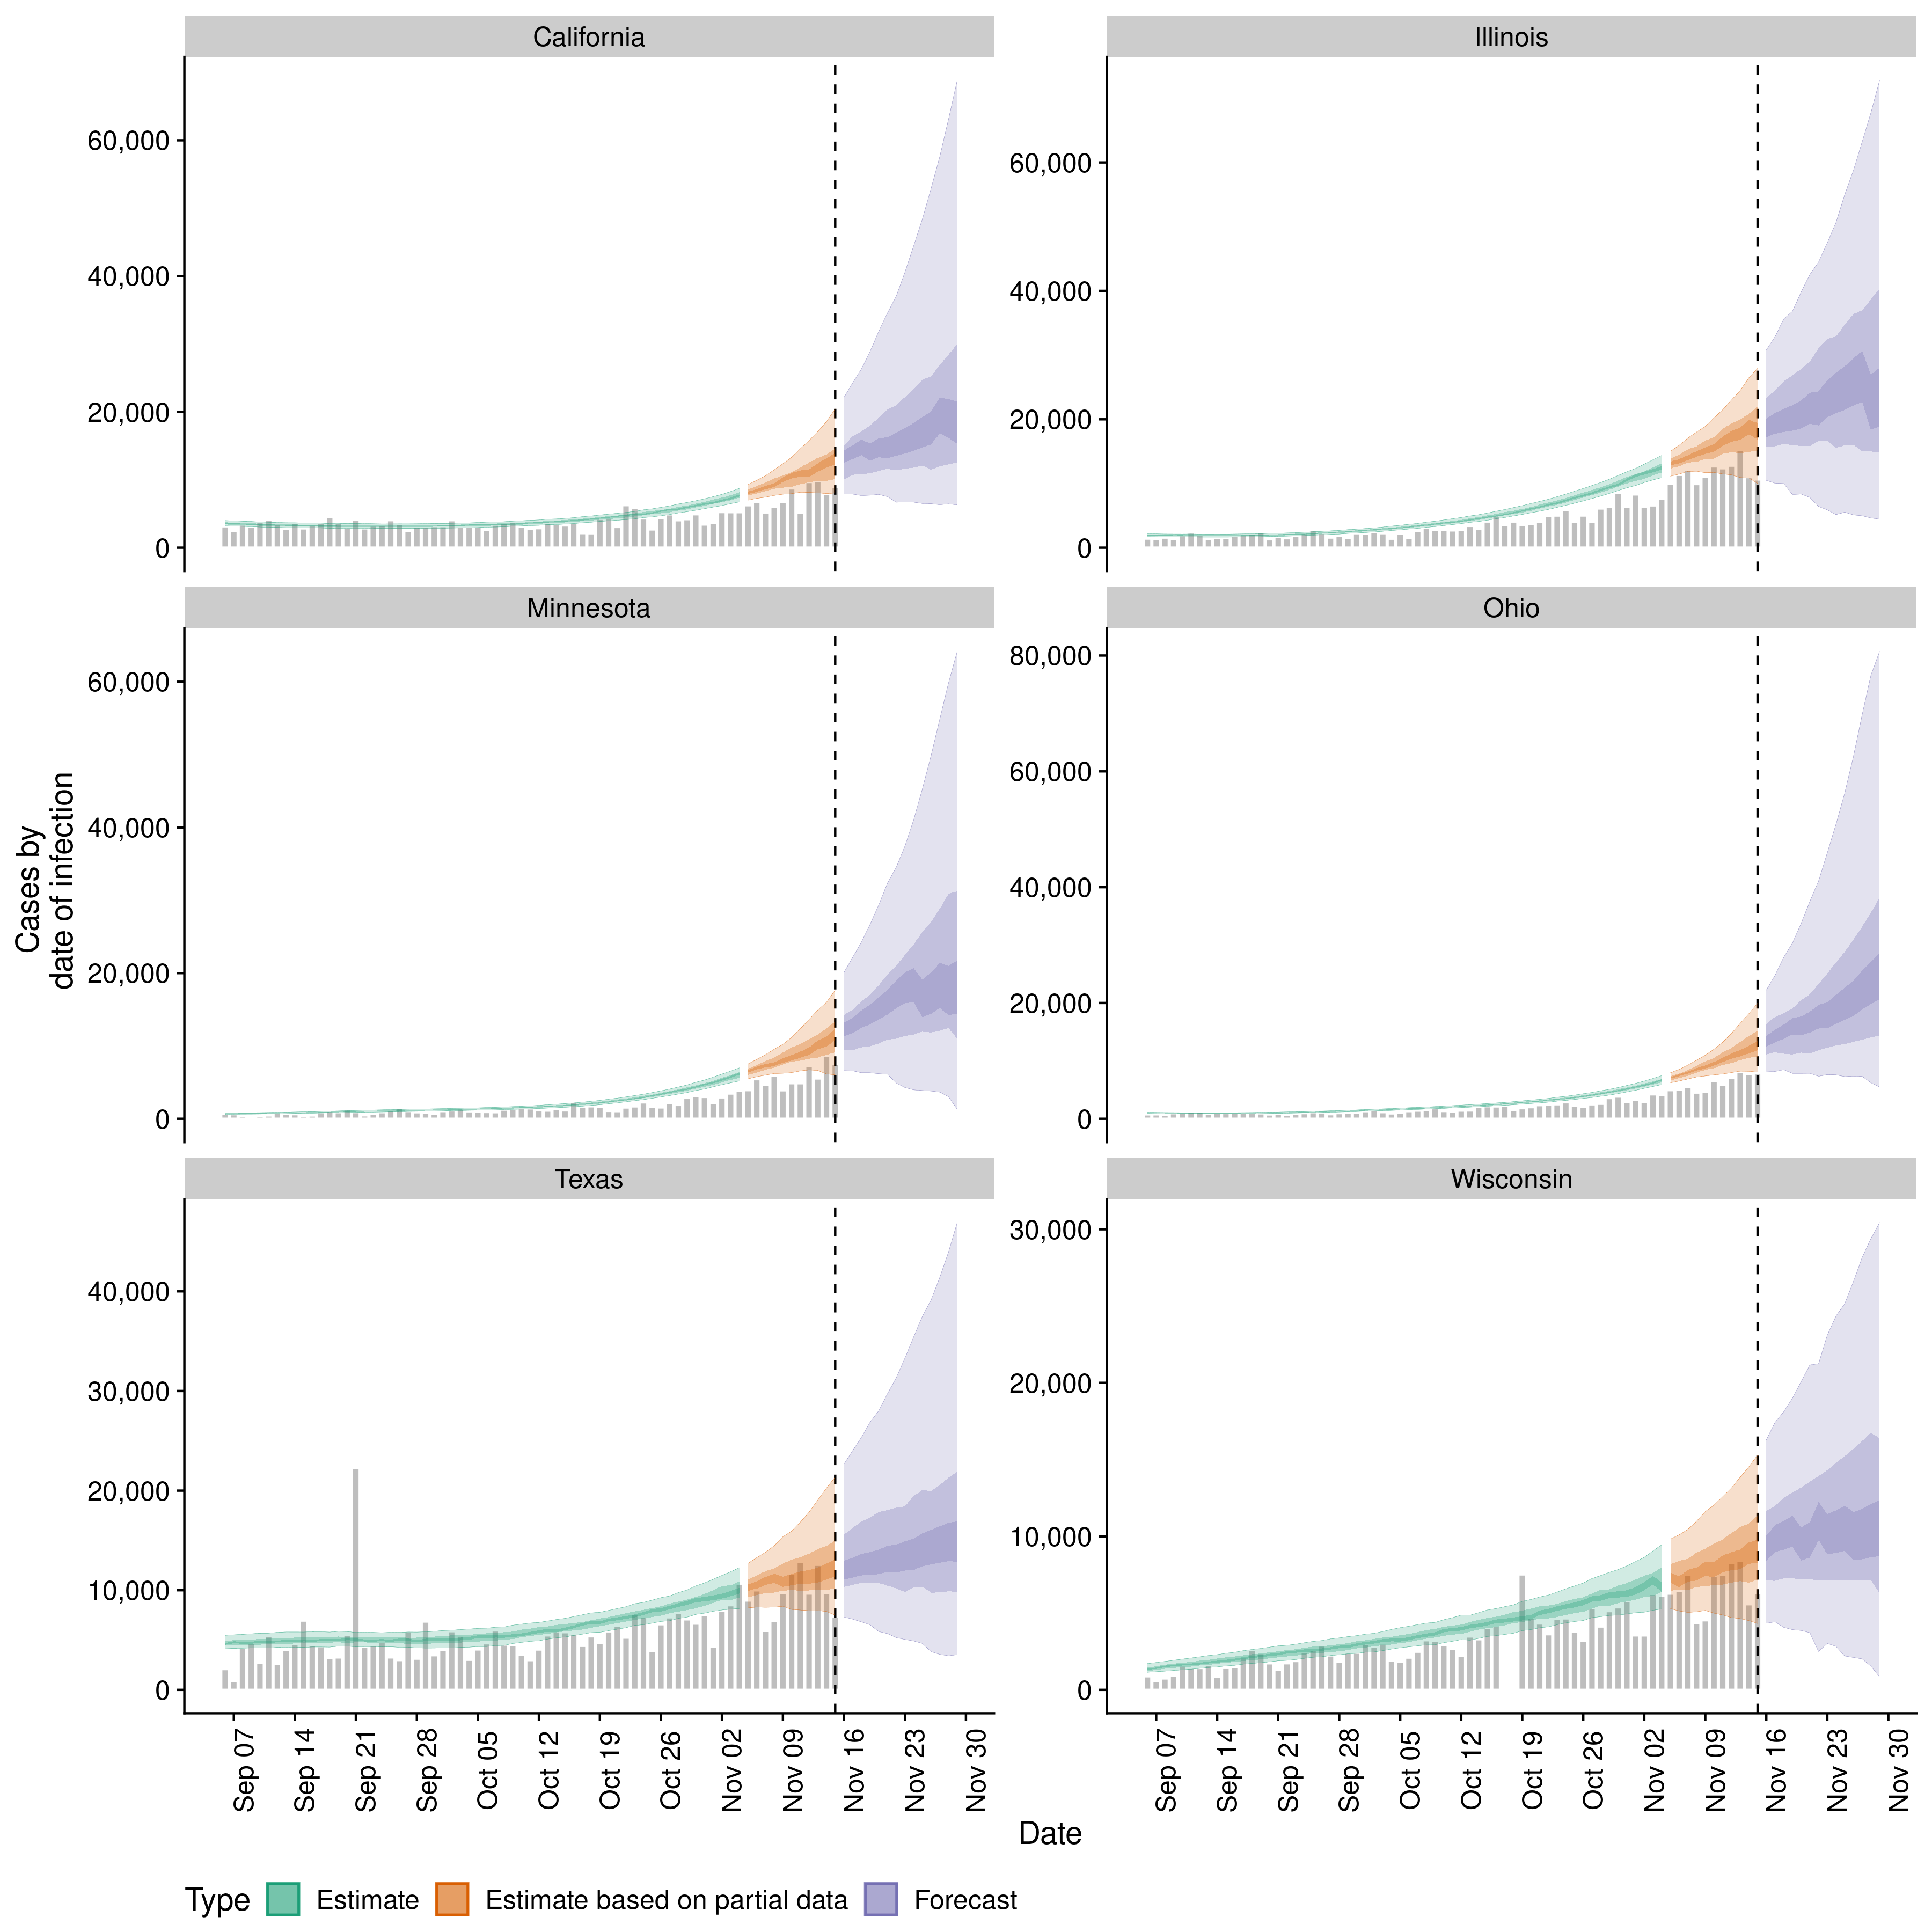 California
Illinois
60,000
40,000
20,000
0
60,000
40,000
20,000
0
Minnesota
Ohio
60,000
40,000
20,000
0
80,000
60,000
40,000
20,000
0
Texas
Wisconsin
40,000
30,000
20,000
10,000
0
30,000
20,000
10,000
0
Cases by
date of infection
Sep 07
Sep 14
Sep 21
Sep 28
Oct 05
Oct 12
Oct 19
Oct 26
Nov 02
Nov 09
Nov 16
Nov 23
Nov 30
Sep 07
Sep 14
Sep 21
Sep 28
Oct 05
Oct 12
Oct 19
Oct 26
Nov 02
Nov 09
Nov 16
Nov 23
Nov 30
Date
Type Estimate Estimate based on partial data Forecast